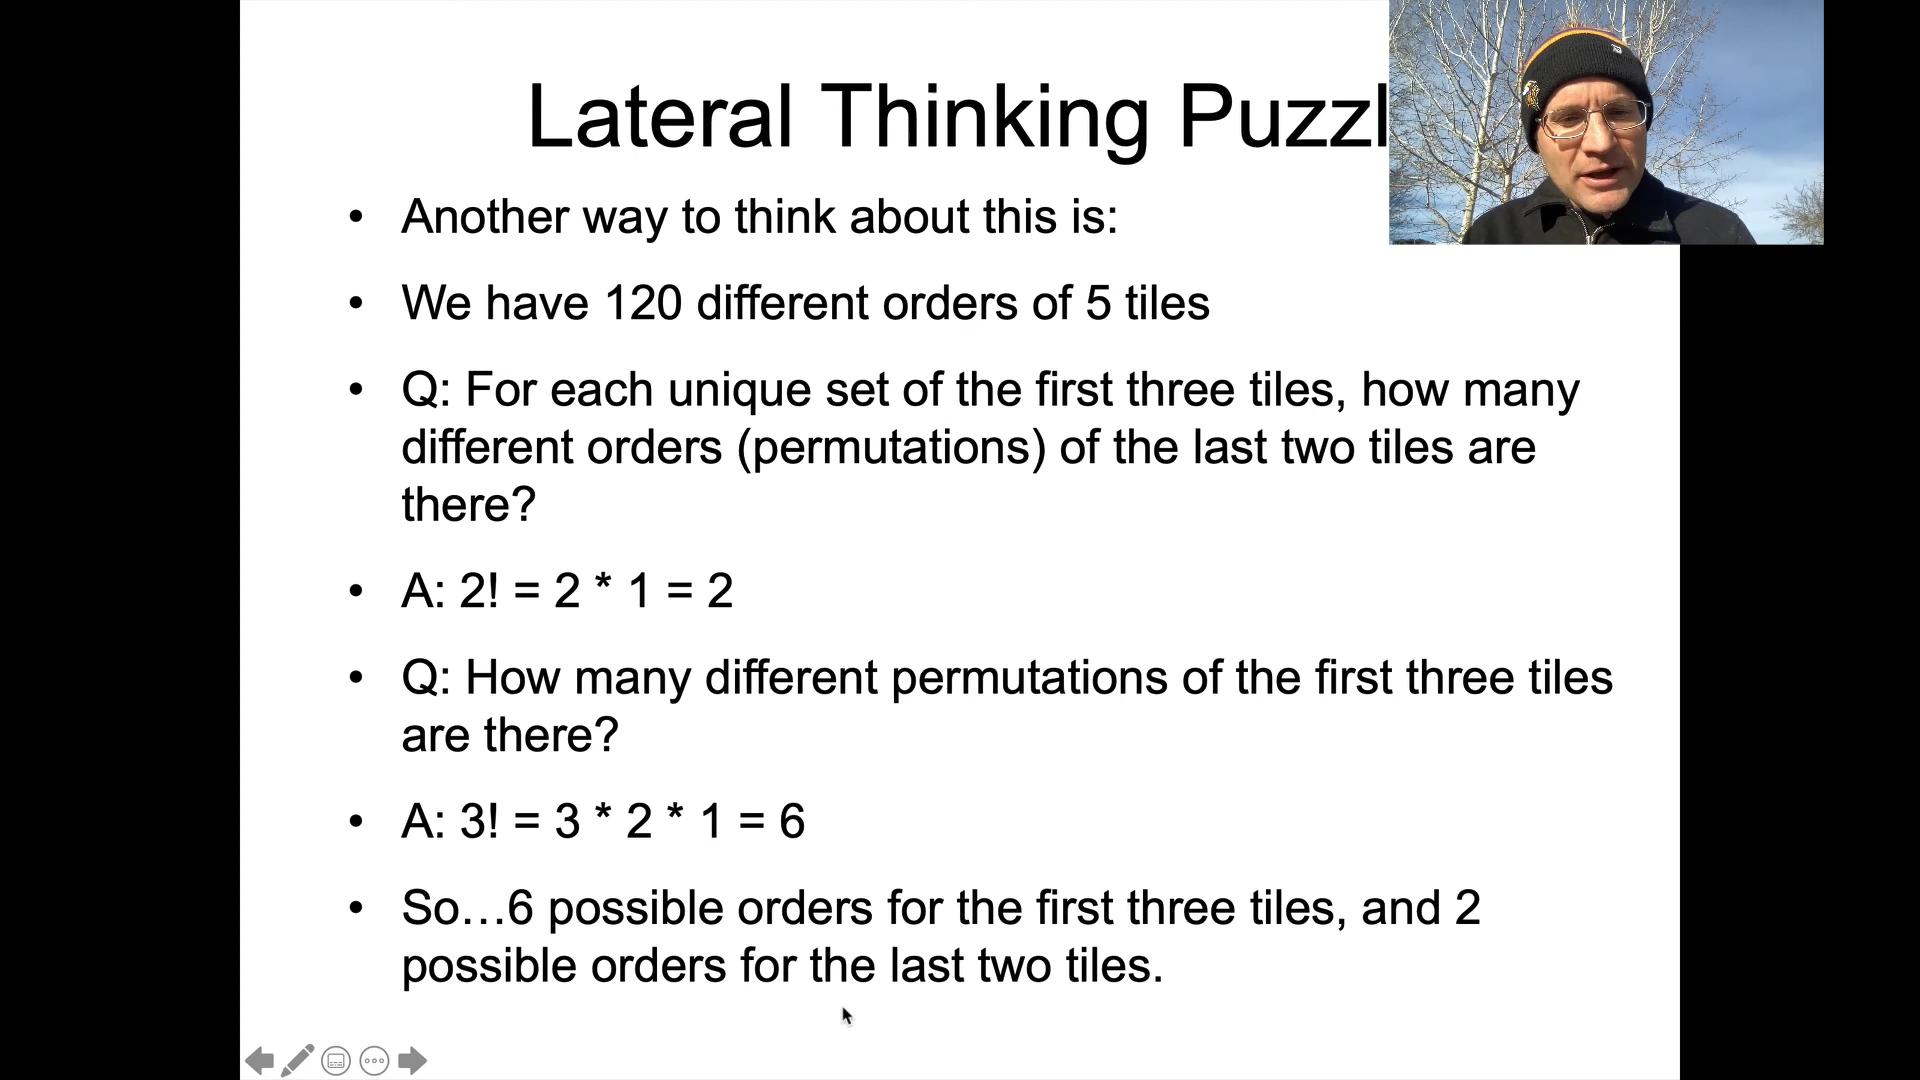 Lateral Thinking Puzzl
• Another way to think about this is:
• We have 120 different orders of 5 tiles
• Q: For each unique set of the first three tiles, how many
different orders (permutations) of the last two tiles are
there?
• A: 2! = 2 * 1 = 2
• Q: How many different permutations of the first three tiles
are there?
• A: 3! = 3 * 2 * 1 = 6
• So…6 possible orders for the first three tiles, and 2
possible orders for the last two tiles.